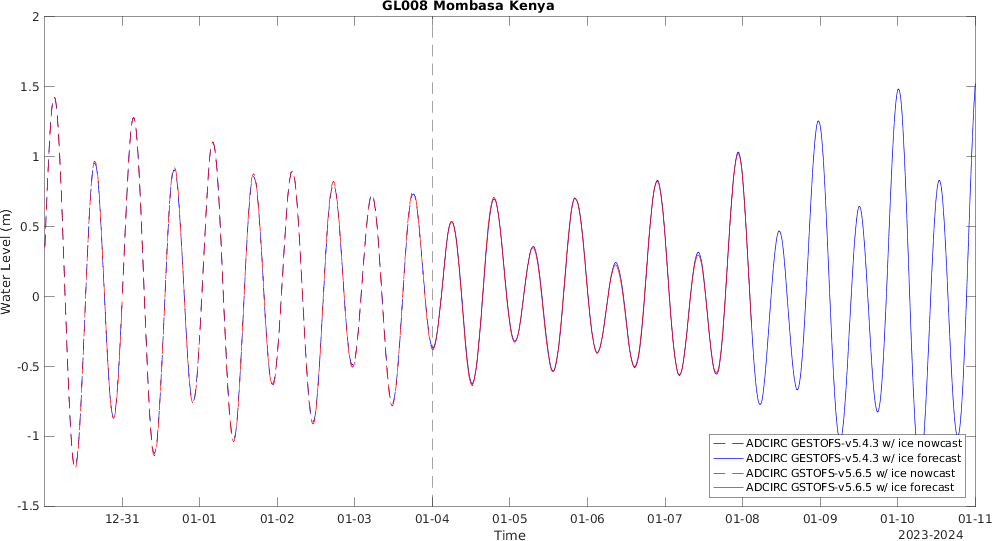 GL008 Mombasa Kenya
Water Level (m)
2
1.5
1
0.5
0
-0.5
-1
-1.5
12-31 01-01 01-02 01-03 01-04 01-05 01-06 01-07 01-08 01-09 01-10 01-11
Time
2023-2024
ADCIRC GESTOFS-v5.4.3 w/ ice nowcast
ADCIRC GESTOFS-v5.4.3 w/ ice forecast
ADCIRC GSTOFS-v5.6.5 w/ ice nowcast
ADCIRC GSTOFS-v5.6.5 w/ ice forecast